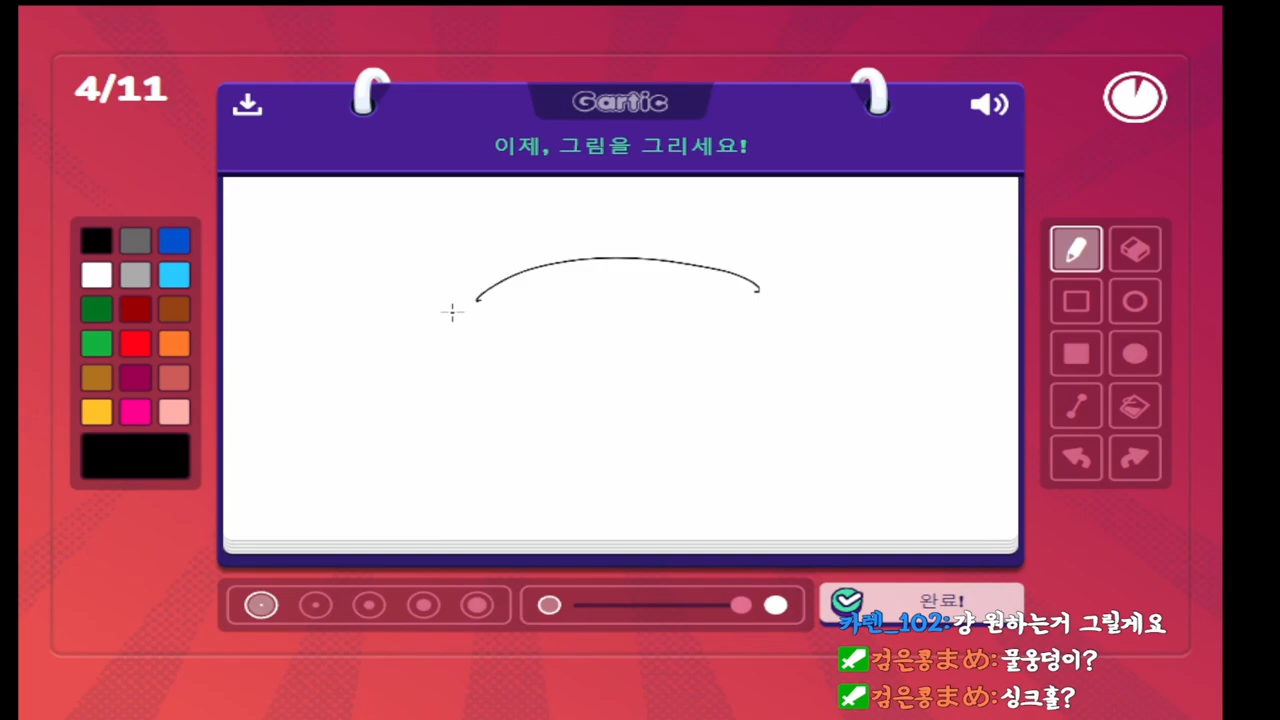 4/11
Gartic
이제, 그림을 그리세요!
완료!
카렌_102:걍 원하는거 그릴게요
검은콩まめ:물웅덩이?
검은콩まめ:싱크홀?